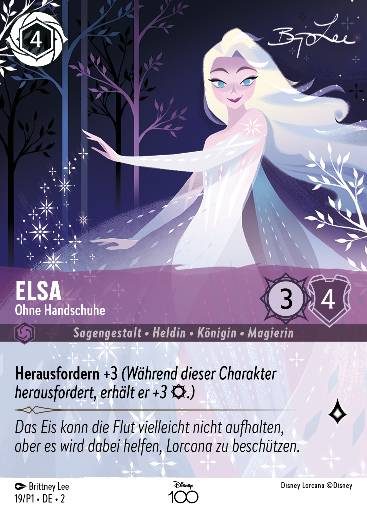 4
ELSA
Ohne Handschuhe
3
4
Sagengestalt • Heldin • Königin • Magierin
Herausfordern +3 (Während dieser Charakter
herausfordert, erhält er +3 .)
Das Eis kann die Flut vielleicht nicht aufhalten,
aber es wird dabei helfen, Lorcana zu beschützen.
Brittney Lee
19/P1 • DE • 2
Disney
100
Disney Lorcana ©Disney